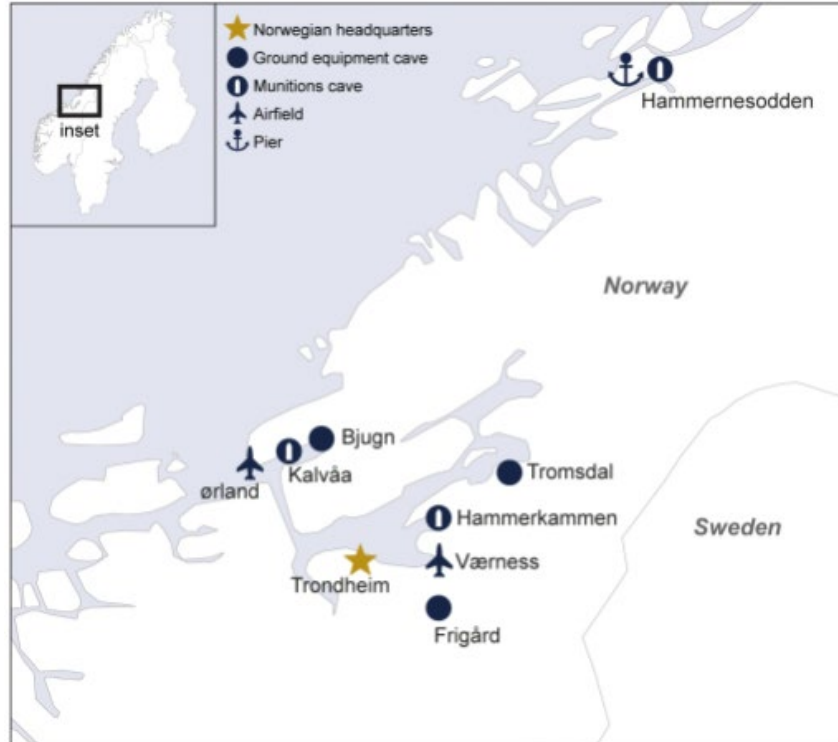 Norwegian headquarters
Ground equipment cave
Munitions cave
Airfield
Pier
inset
Hammernesodden
Norway
Bjugn
Kalvåa
ørland
Tromsdal
Hammerkammen
Sweden
Værness
Trondheim
Frigård